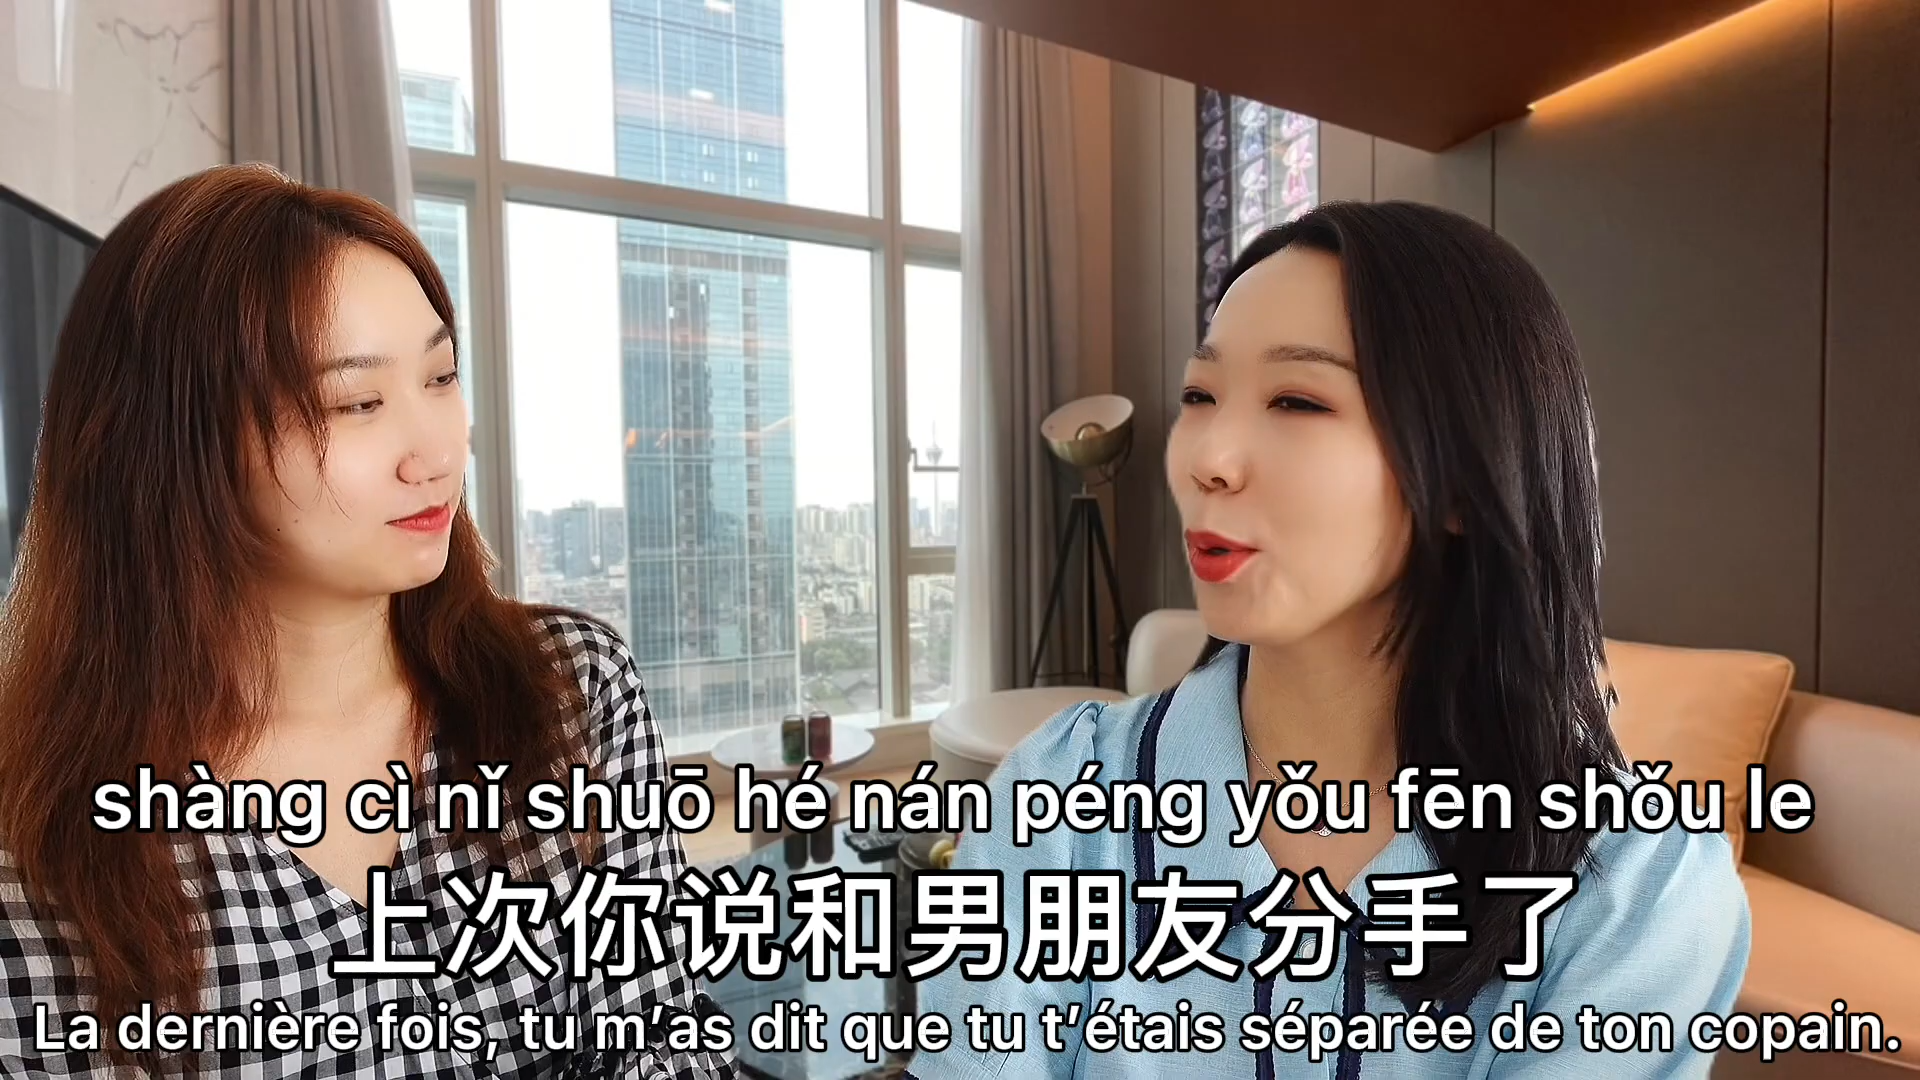 shàng cì nǐ shuō hé nán péng yǒu fēn shǒu le
上次你说和男朋友分手了
La dernière fois, tu m’as dit que tu t’étais séparée de ton copain.